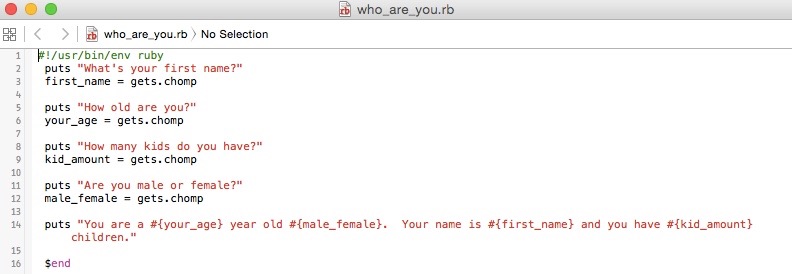 who_are_you.rb
who_are_you.rb > No Selection
1 #!/usr/bin/env ruby
2 puts "What's your first name?"
3 first_name = gets.chomp
4
5 puts "How old are you?"
6 your_age = gets.chomp
7
8 puts "How many kids do you have?"
9 kid_amount = gets.chomp
10
11 puts "Are you male or female?"
12 male_female = gets.chomp
13
14 puts "You are a #{your_age} year old #{male_female}.  Your name is #{first_name} and you have #{kid_amount}
children."
15
16 $end